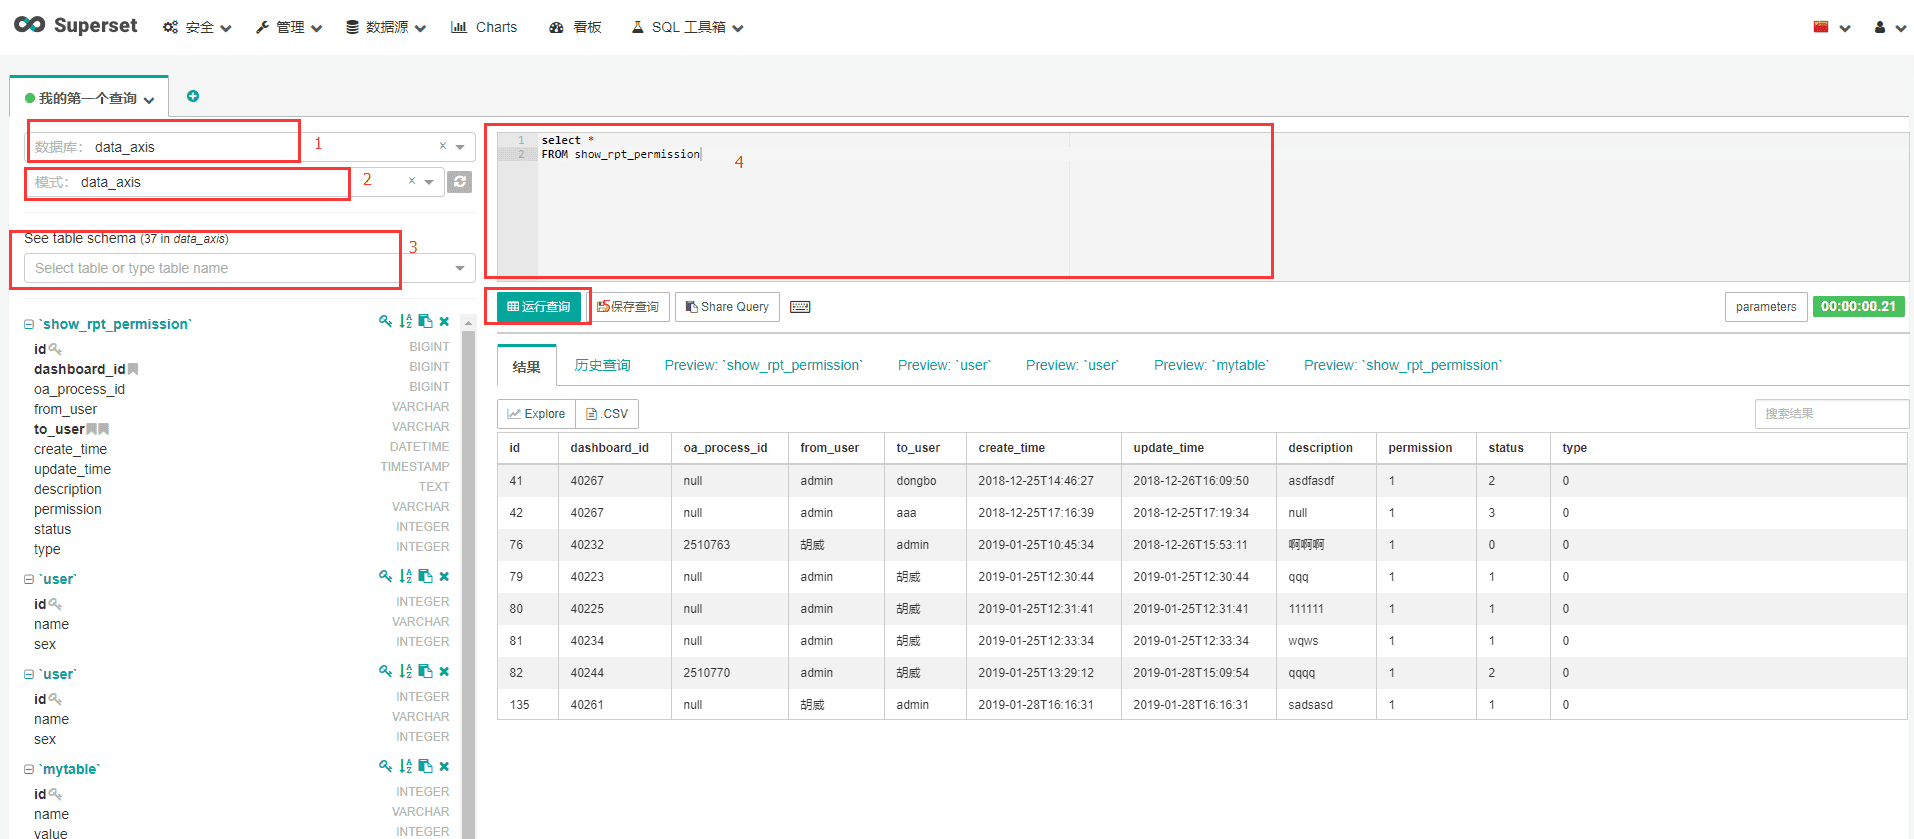 Superset 安全 管理 数据源 Charts 看板 SQL 工具箱
我的第一个查询
数据库: data_axis × 1
模式: data_axis × 2
See table schema (37 in data_axis) 3
Select table or type table name
`show_rpt_permission`
id BIGINT
dashboard_id BIGINT
oa_process_id BIGINT
from_user VARCHAR
to_user VARCHAR
create_time DATETIME
update_time TIMESTAMP
description TEXT
permission VARCHAR
status INTEGER
type INTEGER
`user`
id INTEGER
name VARCHAR
sex INTEGER
`user`
id INTEGER
name VARCHAR
sex INTEGER
`mytable`
id INTEGER
name VARCHAR
value INTEGER
1 select *
2 FROM show_rpt_permission
4
运行查询 5 保存查询 Share Query parameters 00:00:00.21
结果 历史查询 Preview: `show_rpt_permission` Preview: `user` Preview: `user` Preview: `mytable` Preview: `show_rpt_permission`
Explore .CSV 搜索结果
id dashboard_id oa_process_id from_user to_user create_time update_time description permission status type
41 40267 null admin dongbo 2018-12-25T14:46:27 2018-12-26T16:09:50 asdfasdf 1 2 0
42 40267 null admin aaa 2018-12-25T17:16:39 2018-12-25T17:19:34 null 1 3 0
76 40232 2510763 胡威 admin 2019-01-25T10:45:34 2018-12-26T15:53:11 啊啊啊 1 0 0
79 40223 null admin 胡威 2019-01-25T12:30:44 2019-01-25T12:30:44 qqq 1 1 0
80 40225 null admin 胡威 2019-01-25T12:31:41 2019-01-25T12:31:41 111111 1 1 0
81 40234 null admin 胡威 2019-01-25T12:33:34 2019-01-25T12:33:34 wqws 1 1 0
82 40244 2510770 admin 胡威 2019-01-25T13:29:12 2019-01-28T15:09:54 qqqq 1 2 0
135 40261 null 胡威 admin 2019-01-28T16:16:31 2019-01-28T16:16:31 sadsasd 1 1 0